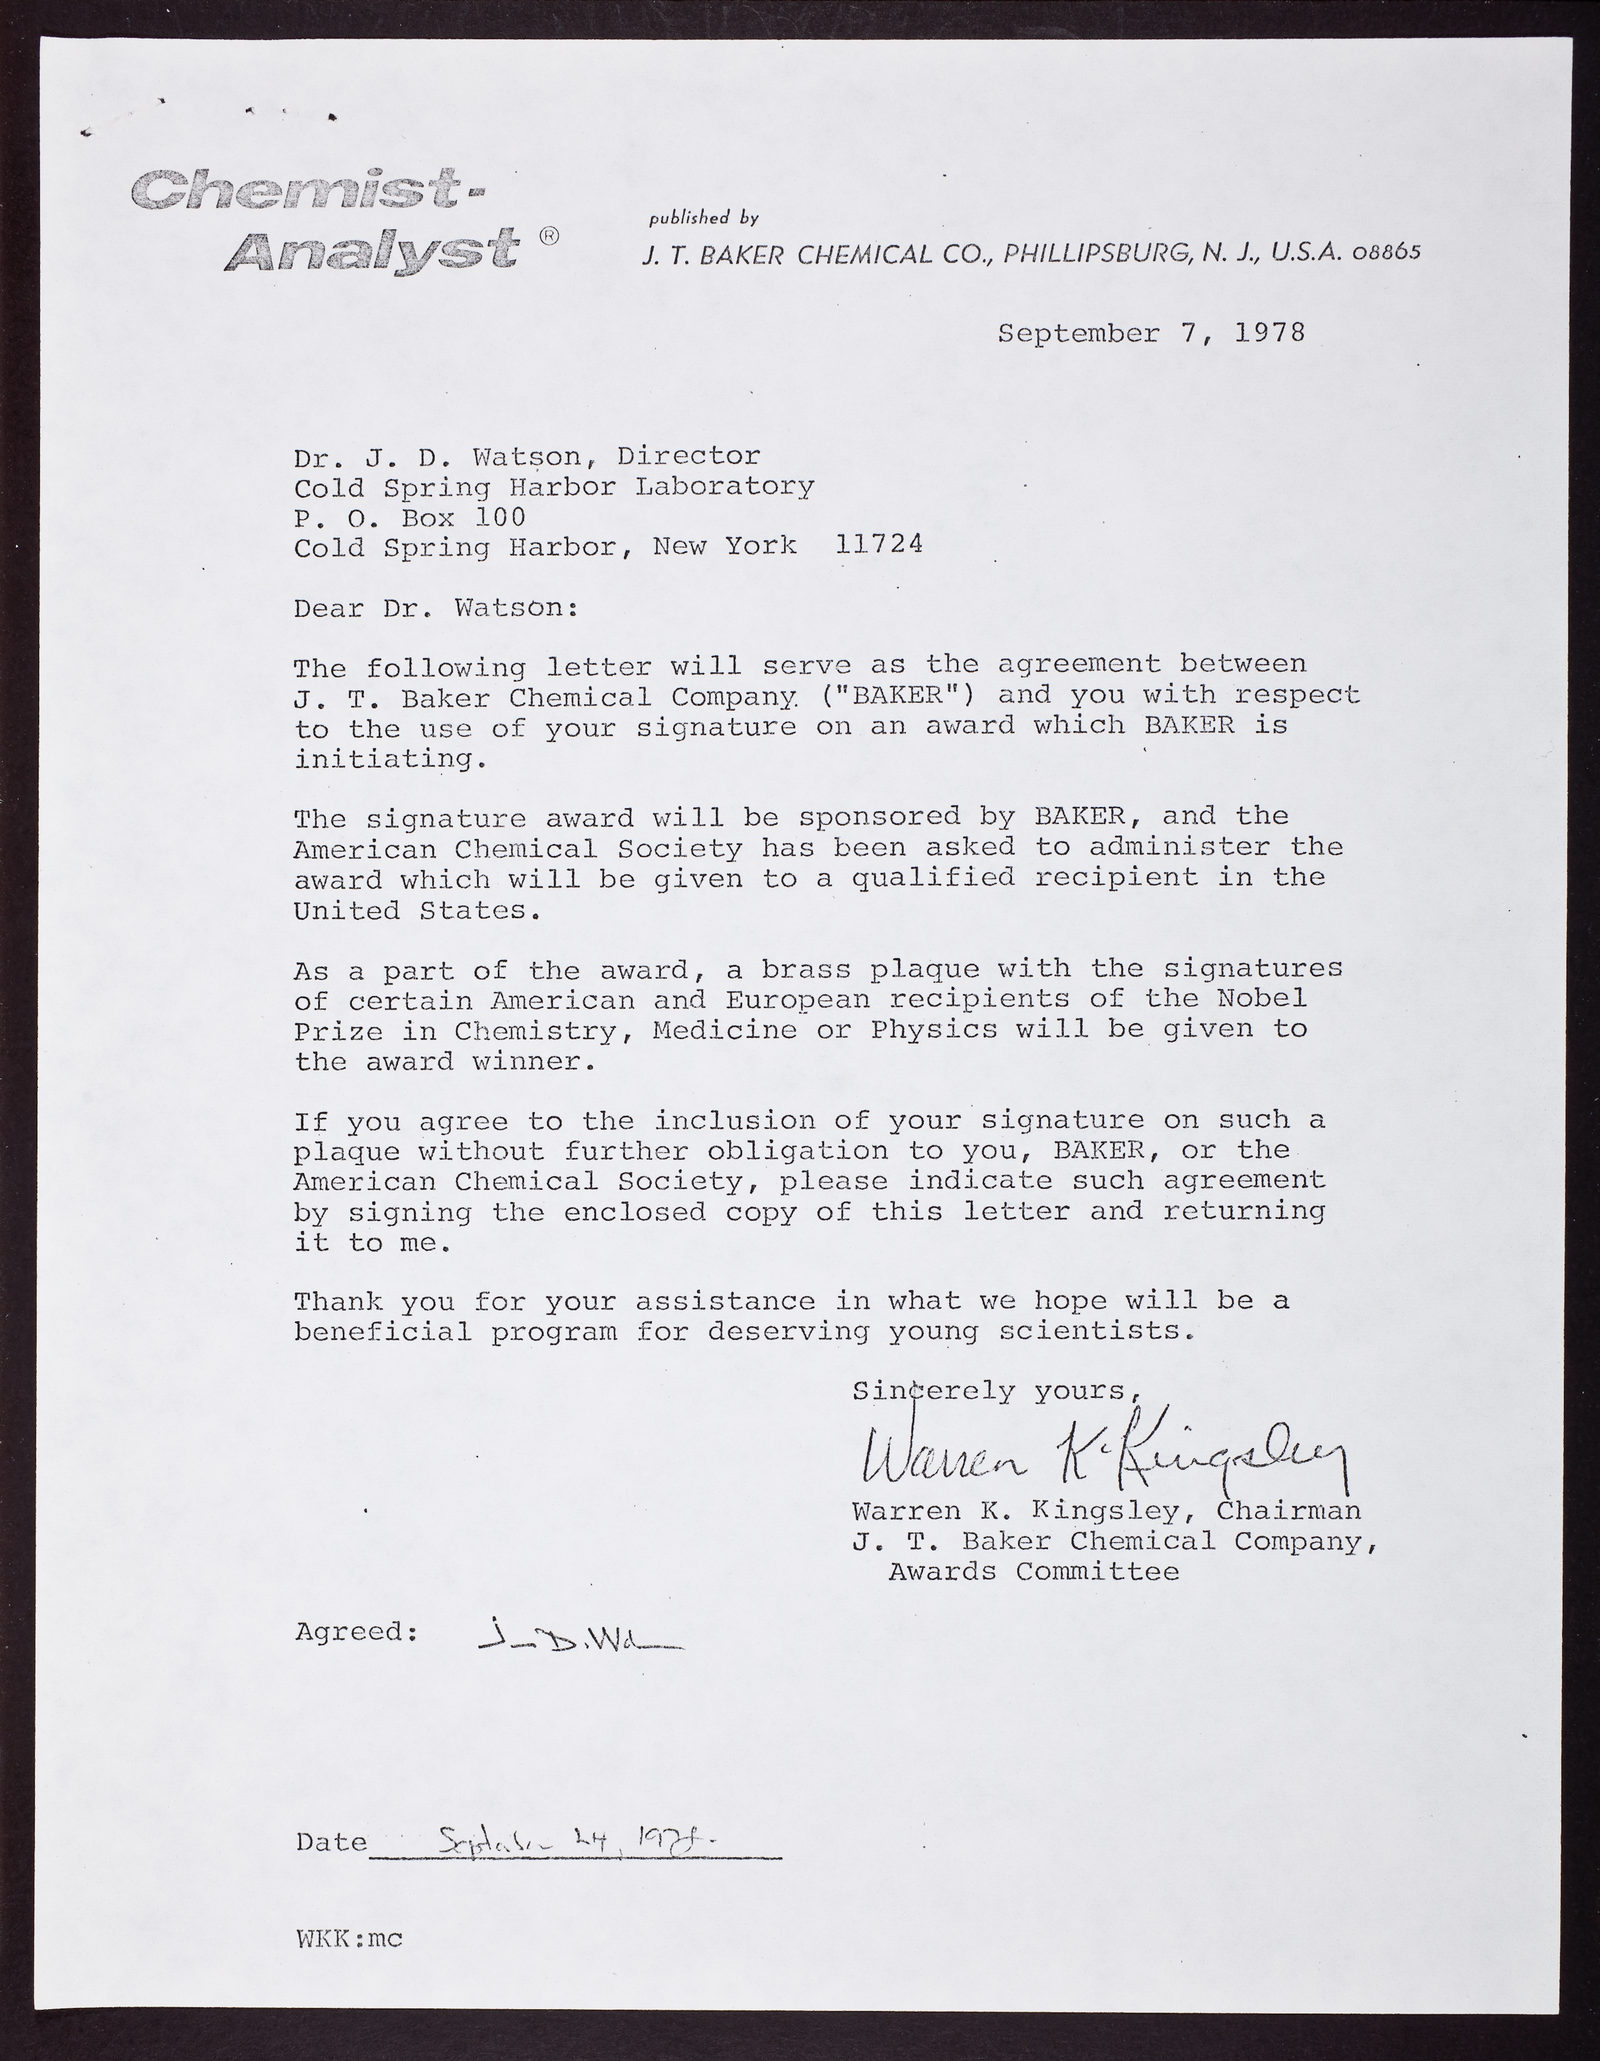 Chemist-
Analyst ®
published by
J. T. BAKER CHEMICAL CO., PHILLIPSBURG, N. J., U.S.A. 08865
September 7, 1978
Dr. J. D. Watson, Director
Cold Spring Harbor Laboratory
P. O. Box 100
Cold Spring Harbor, New York 11724
Dear Dr. Watson:
The following letter will serve as the agreement between
J. T. Baker Chemical Company. ("BAKER") and you with respect
to the use of your signature on an award which BAKER is
initiating.
The signature award will be sponsored by BAKER, and the
American Chemical Society has been asked to administer the
award which will be given to a qualified recipient in the
United States.
As a part of the award, a brass plaque with the signatures
of certain American and European recipients of the Nobel
Prize in Chemistry, Medicine or Physics will be given to
the award winner.
If you agree to the inclusion of your signature on such a
plaque without further obligation to you, BAKER, or the
American Chemical Society, please indicate such agreement
by signing the enclosed copy of this letter and returning
it to me.
Thank you for your assistance in what we hope will be a
beneficial program for deserving young scientists.
Sincerely yours,
Warren K. Kingsley
Warren K. Kingsley, Chairman
J. T. Baker Chemical Company,
Awards Committee
Agreed:
Date September 24, 1978.
WKK:mc